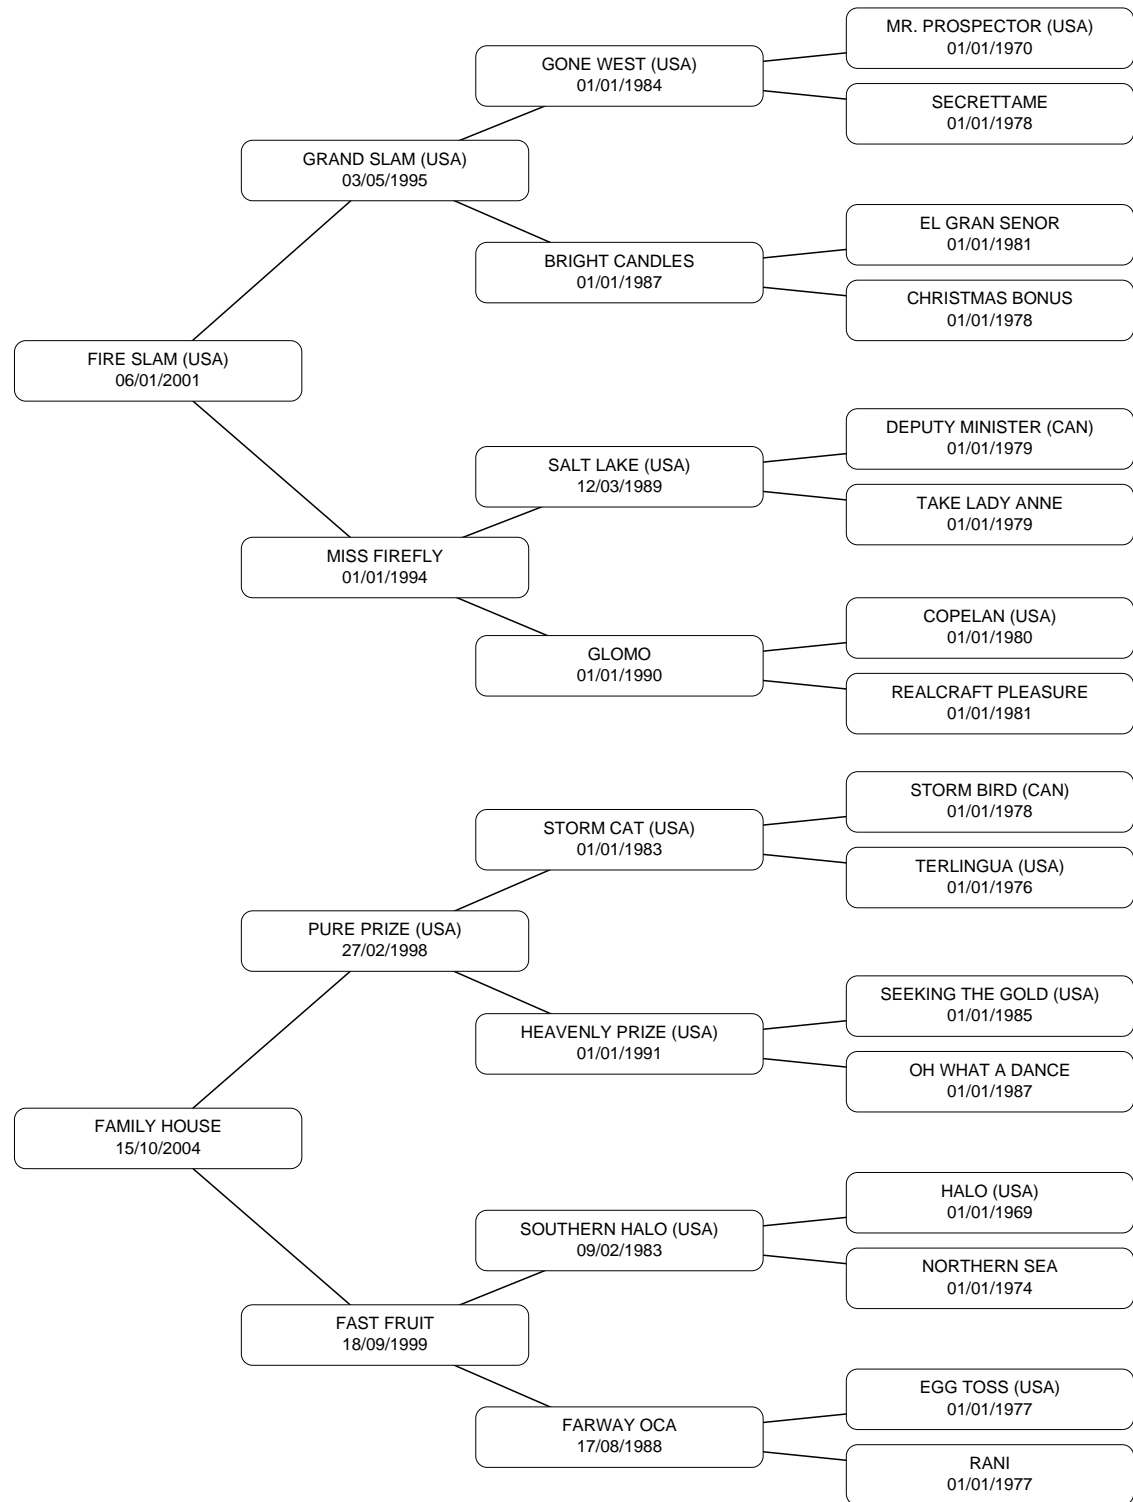 MR. PROSPECTOR (USA)
01/01/1970
GONE WEST (USA)
01/01/1984
SECRETTAME
01/01/1978
GRAND SLAM (USA)
03/05/1995
EL GRAN SENOR
01/01/1981
BRIGHT CANDLES
01/01/1987
CHRISTMAS BONUS
01/01/1978
FIRE SLAM (USA)
06/01/2001
DEPUTY MINISTER (CAN)
01/01/1979
SALT LAKE (USA)
12/03/1989
TAKE LADY ANNE
01/01/1979
MISS FIREFLY
01/01/1994
COPELAN (USA)
01/01/1980
GLOMO
01/01/1990
REALCRAFT PLEASURE
01/01/1981
STORM BIRD (CAN)
01/01/1978
STORM CAT (USA)
01/01/1983
TERLINGUA (USA)
01/01/1976
PURE PRIZE (USA)
27/02/1998
SEEKING THE GOLD (USA)
01/01/1985
HEAVENLY PRIZE (USA)
01/01/1991
OH WHAT A DANCE
01/01/1987
FAMILY HOUSE
15/10/2004
HALO (USA)
01/01/1969
SOUTHERN HALO (USA)
09/02/1983
NORTHERN SEA
01/01/1974
FAST FRUIT
18/09/1999
EGG TOSS (USA)
01/01/1977
FARWAY OCA
17/08/1988
RANI
01/01/1977